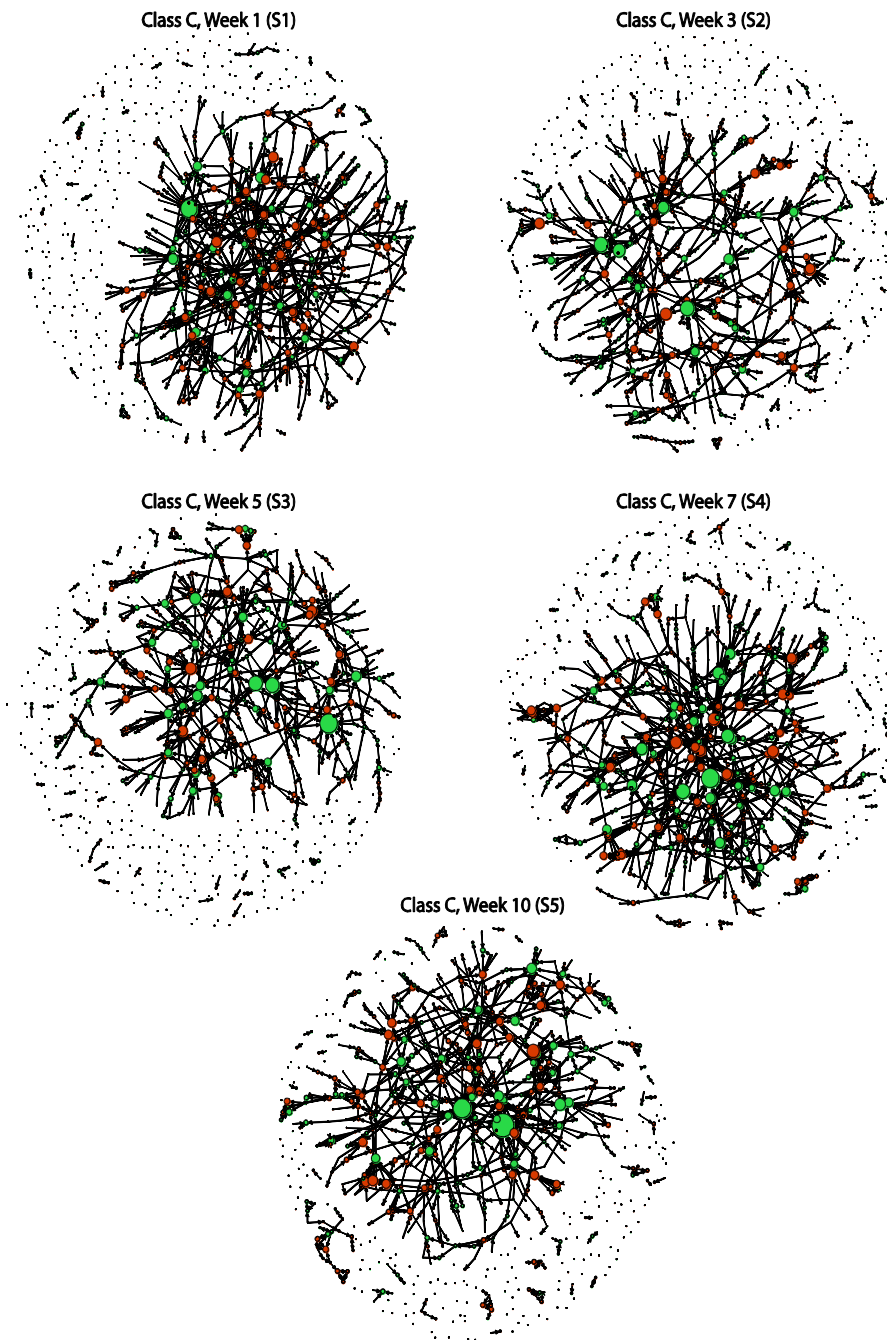 Class C, Week 1 (S1)
Class C, Week 3 (S2)
Class C, Week 5 (S3)
Class C, Week 7 (S4)
Class C, Week 10 (S5)